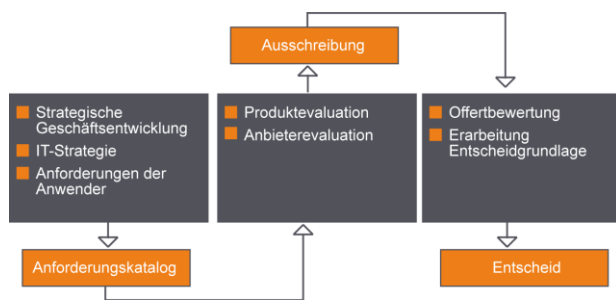 Ausschreibung
Strategische
Geschäftsentwicklung
IT-Strategie
Anforderungen der
Anwender
Produktevaluation
Anbieterevaluation
Offertbewertung
Erarbeitung
Entscheidgrundlage
Anforderungskatalog
Entscheid